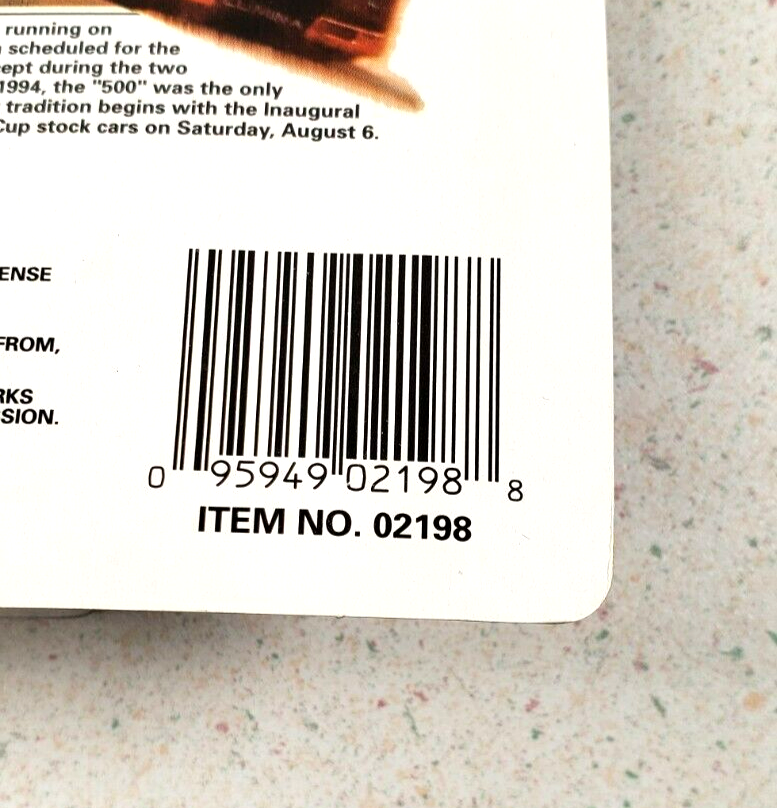 LUMINA
running on
scheduled for the
ept during the two
1994, the "500" was the only
tradition begins with the Inaugural
Cup stock cars on Saturday, August 6.
ENSE
FROM,
RKS
SION.
0 95949 02198 8
ITEM NO. 02198